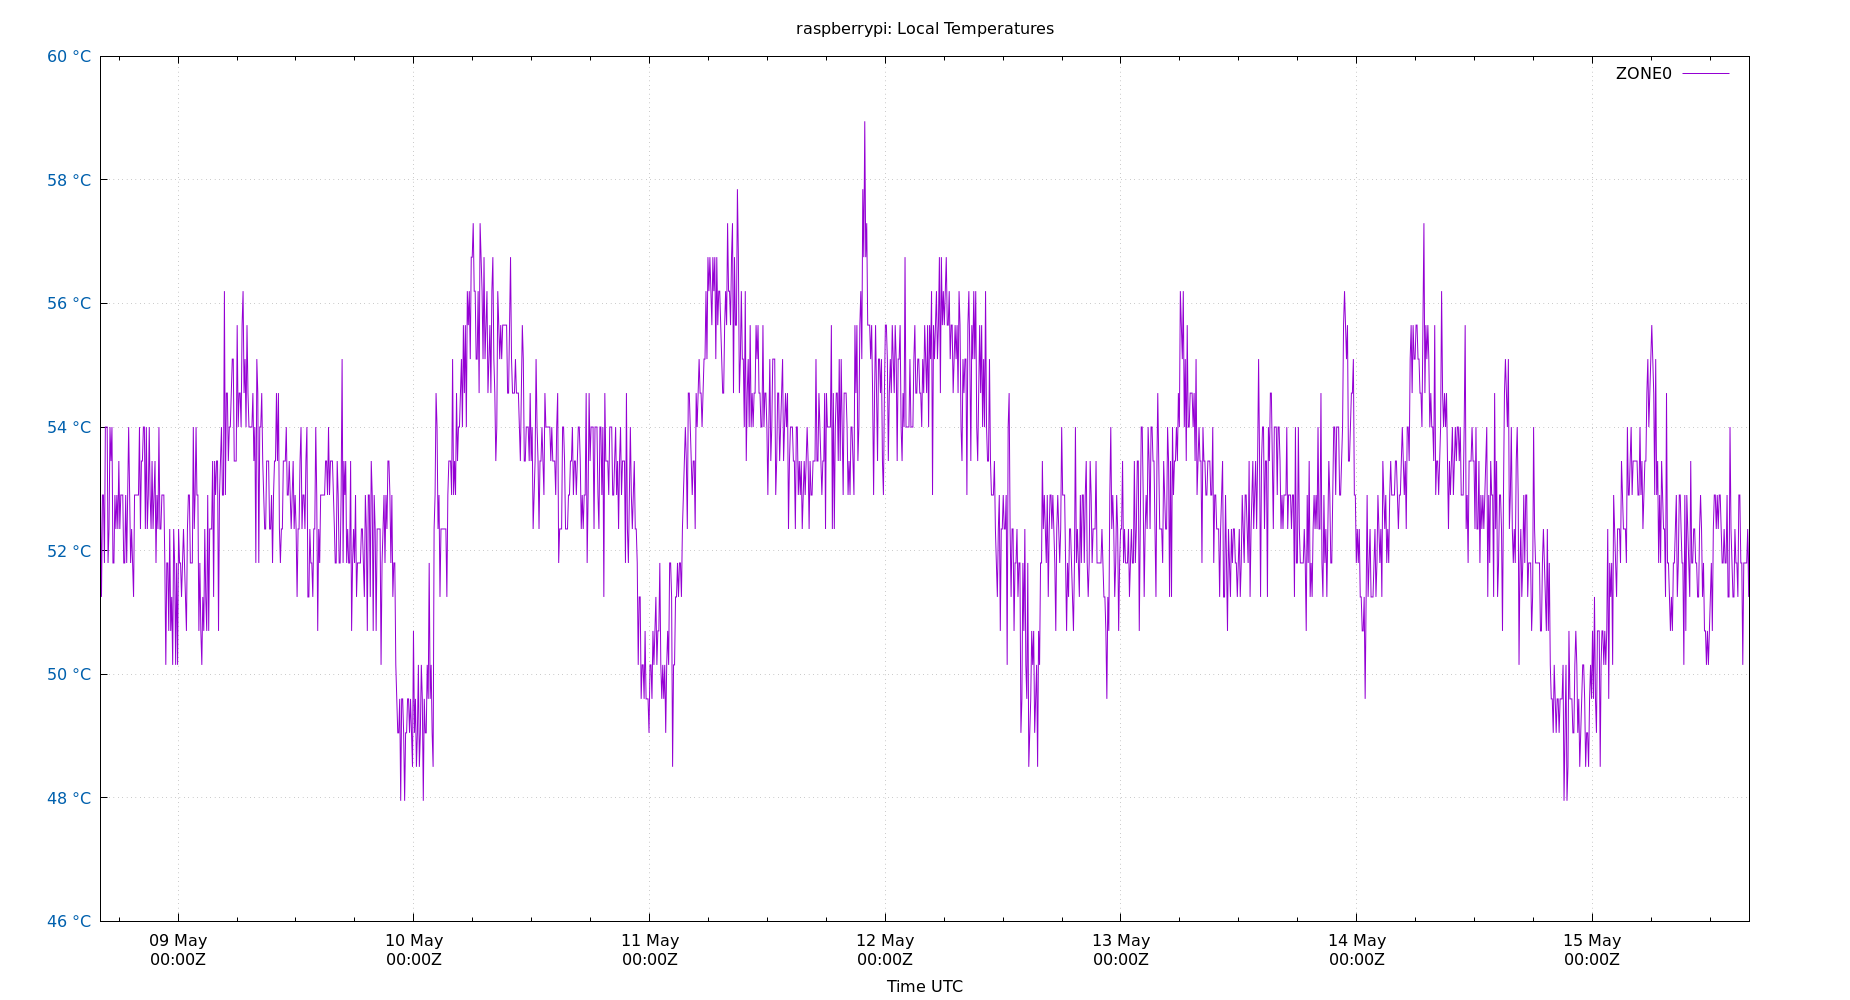 raspberrypi: Local Temperatures
60 °C
ZONE0
58 °C
56 °C
54 °C
52 °C
50 °C
48 °C
46 °C
09 May 10 May 11 May 12 May 13 May 14 May 15 May
00:00Z 00:00Z 00:00Z 00:00Z 00:00Z 00:00Z 00:00Z
Time UTC